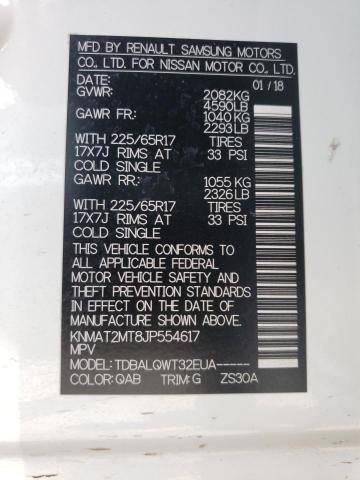 MFD BY RENAULT SAMSUNG MOTORS
CO., LTD. FOR NISSAN MOTOR CO., LTD.
DATE: 01/18
GVWR: 2082KG
4590LB
GAWR FR: 1040KG
2293LB
WITH 225/65R17 TIRES
17X7J RIMS AT 33 PSI
COLD SINGLE
GAWR RR: 1055KG
2326LB
WITH 225/65R17 TIRES
17X7J RIMS AT 33 PSI
COLD SINGLE
THIS VEHICLE CONFORMS TO
ALL APPLICABLE FEDERAL
MOTOR VEHICLE SAFETY AND
THEFT PREVENTION STANDARDS
IN EFFECT ON THE DATE OF
MANUFACTURE SHOWN ABOVE.
KNMAT2MT8JP554617
MPV
MODEL: TDBALQWT32EUA------
COLOR: QAB TRIM: G ZS30A